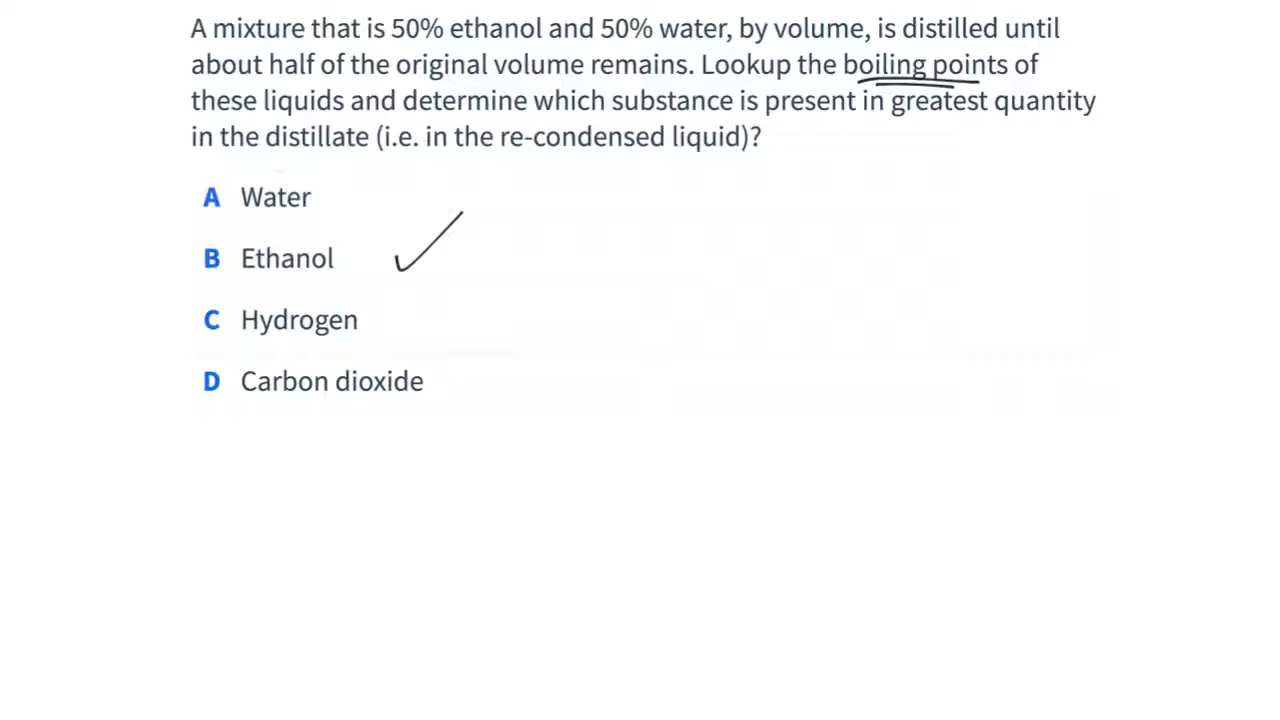 A mixture that is 50% ethanol and 50% water, by volume, is distilled until
about half of the original volume remains. Lookup the boiling points of
these liquids and determine which substance is present in greatest quantity
in the distillate (i.e. in the re-condensed liquid)?
A Water
B Ethanol
C Hydrogen
D Carbon dioxide